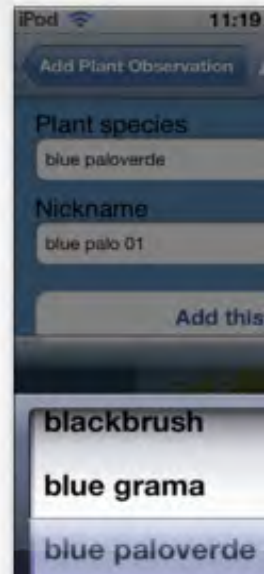 iPod 11:19
Add Plant Observation
Plant species
blue paloverde
Nickname
blue palo 01
Add this
blackbrush
blue grama
blue paloverde